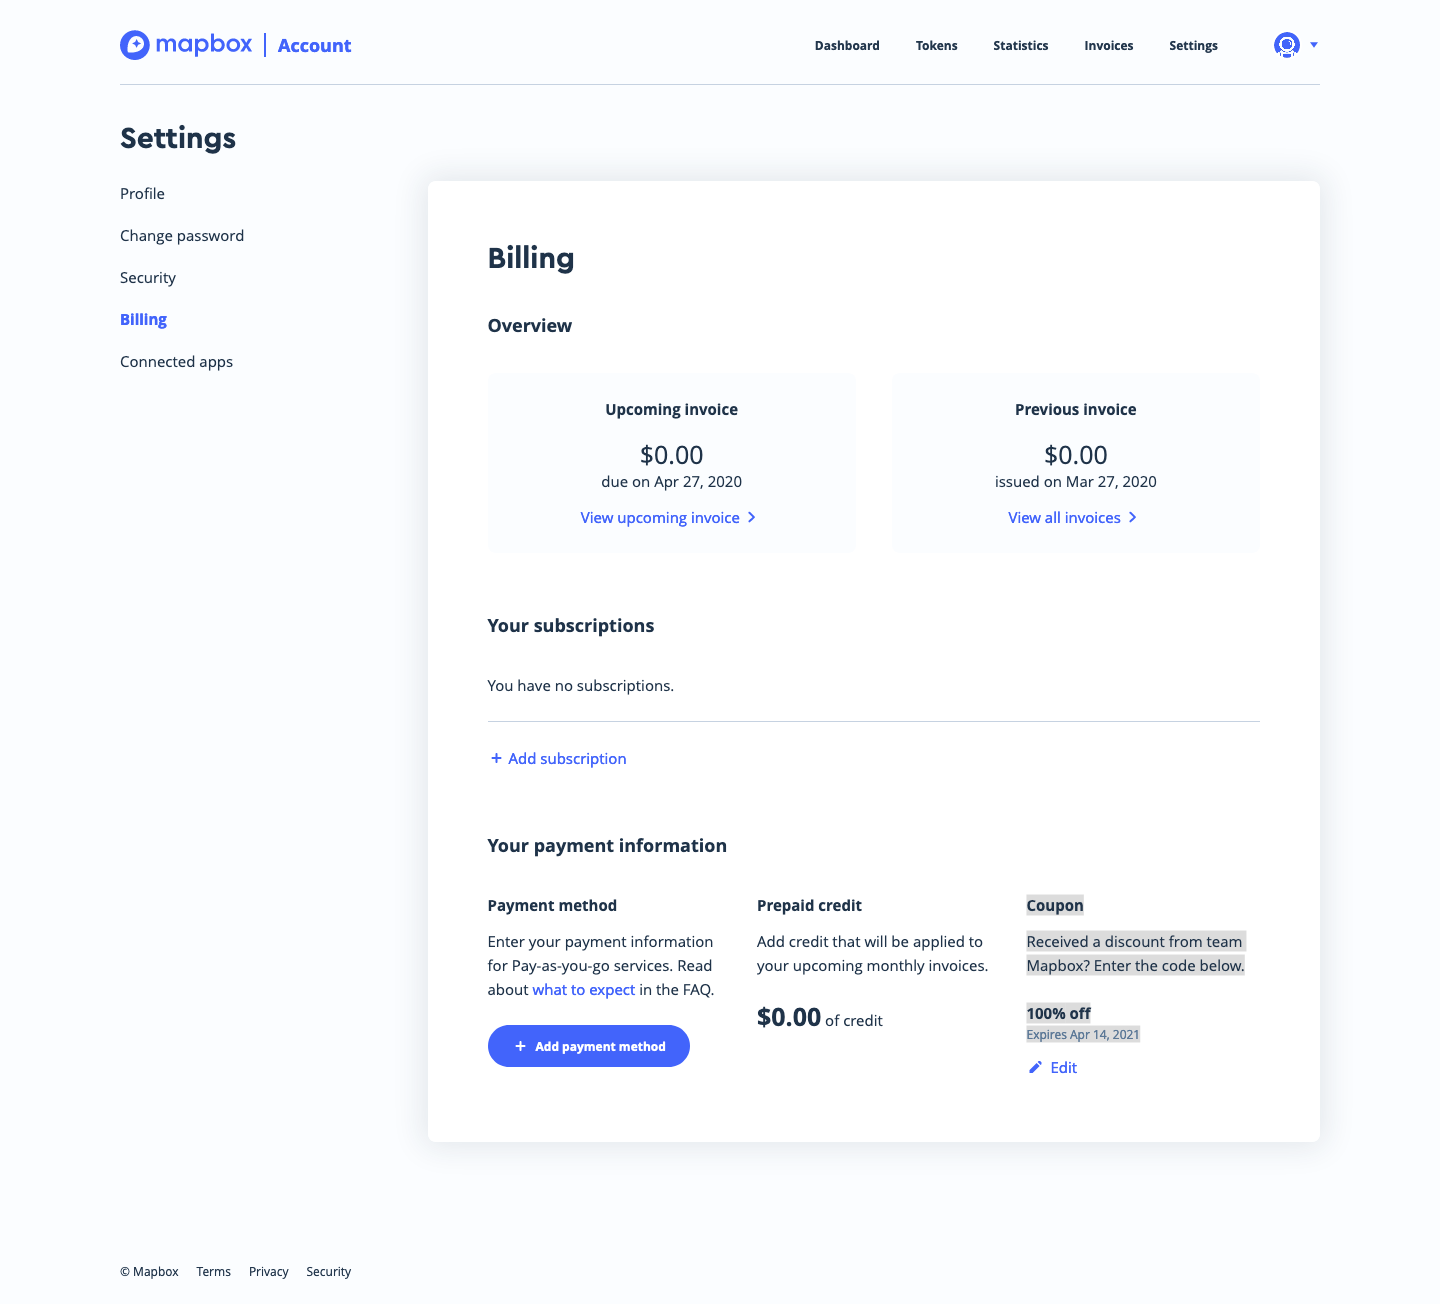 mapbox | Account
Dashboard Tokens Statistics Invoices Settings
Settings
Profile
Change password
Security
Billing
Connected apps
Billing
Overview
Upcoming invoice
$0.00
due on Apr 27, 2020
View upcoming invoice
Previous invoice
$0.00
issued on Mar 27, 2020
View all invoices
Your subscriptions
You have no subscriptions.
+ Add subscription
Your payment information
Payment method
Enter your payment information
for Pay-as-you-go services. Read
about what to expect in the FAQ.
+ Add payment method
Prepaid credit
Add credit that will be applied to
your upcoming monthly invoices.
$0.00 of credit
Coupon
Received a discount from team
Mapbox? Enter the code below.
100% off
Expires Apr 14, 2021
Edit
© Mapbox Terms Privacy Security